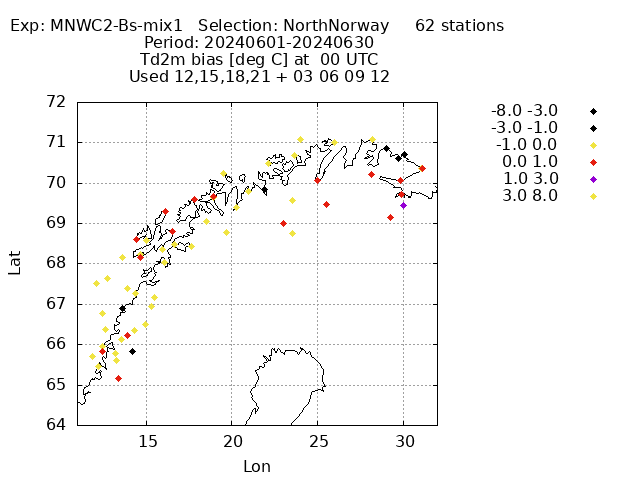 Exp: MNWC2-Bs-mix1 Selection: NorthNorway 62 stations
Period: 20240601-20240630
Td2m bias [deg C] at 00 UTC
Used 12,15,18,21 + 03 06 09 12
72
71
70
69
68
67
66
65
64
Lat
15 20 25 30
Lon
-8.0 -3.0
-3.0 -1.0
-1.0 0.0
0.0 1.0
1.0 3.0
3.0 8.0